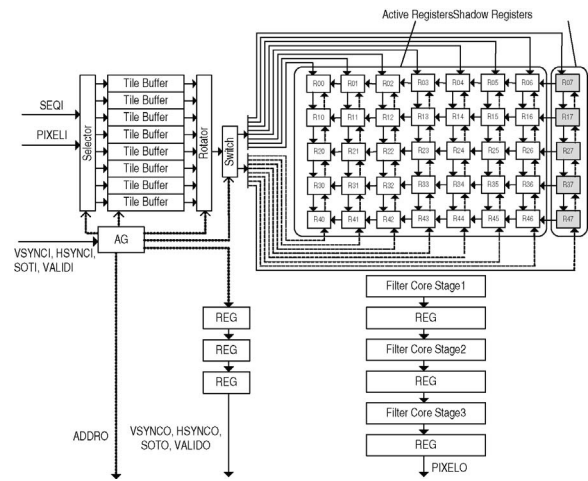 Active RegistersShadow Registers
SEQI
PIXELI
Selector
Tile Buffer
Tile Buffer
Tile Buffer
Tile Buffer
Tile Buffer
Tile Buffer
Tile Buffer
Tile Buffer
Rotator
Switch
R00 R01 R02 R03 R04 R05 R06 R07
R10 R11 R12 R13 R14 R15 R16 R17
R20 R21 R22 R23 R24 R25 R26 R27
R30 R31 R32 R33 R34 R35 R36 R37
R40 R41 R42 R43 R44 R45 R46 R47
AG
VSYNCI, HSYNCI,
SOTI, VALIDI
REG
REG
REG
ADDRO
VSYNCO, HSYNCO,
SOTO, VALIDO
Filter Core Stage1
REG
Filter Core Stage2
REG
Filter Core Stage3
REG
PIXELO